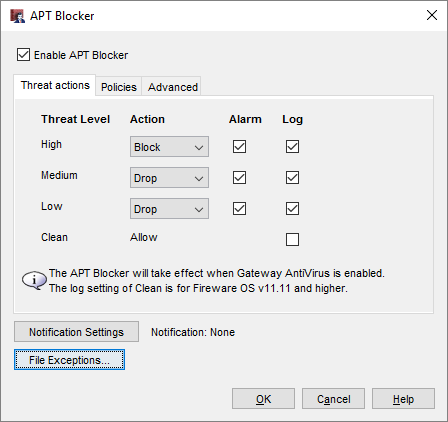 APT Blocker
Enable APT Blocker
Threat actions Policies Advanced
Threat Level Action Alarm Log
High Block
Medium Drop
Low Drop
Clean Allow
The APT Blocker will take effect when Gateway AntiVirus is enabled.
The log setting of Clean is for Fireware OS v11.11 and higher.
Notification Settings Notification: None
File Exceptions...
OK Cancel Help